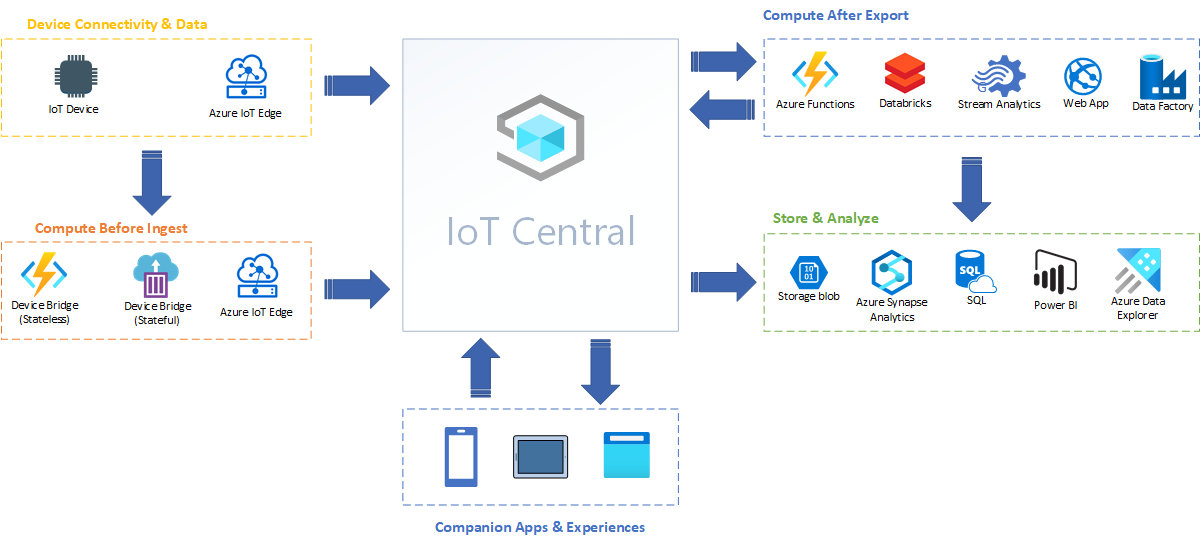 Device Connectivity & Data
IoT Device
Azure IoT Edge
Compute Before Ingest
Device Bridge
(Stateless)
Device Bridge
(Stateful)
Azure IoT Edge
IoT Central
Companion Apps & Experiences
Compute After Export
Azure Functions
Databricks
Stream Analytics
Web App
Data Factory
Store & Analyze
10
01
Storage blob
Azure Synapse
Analytics
SQL
SQL
Power BI
Azure Data
Explorer